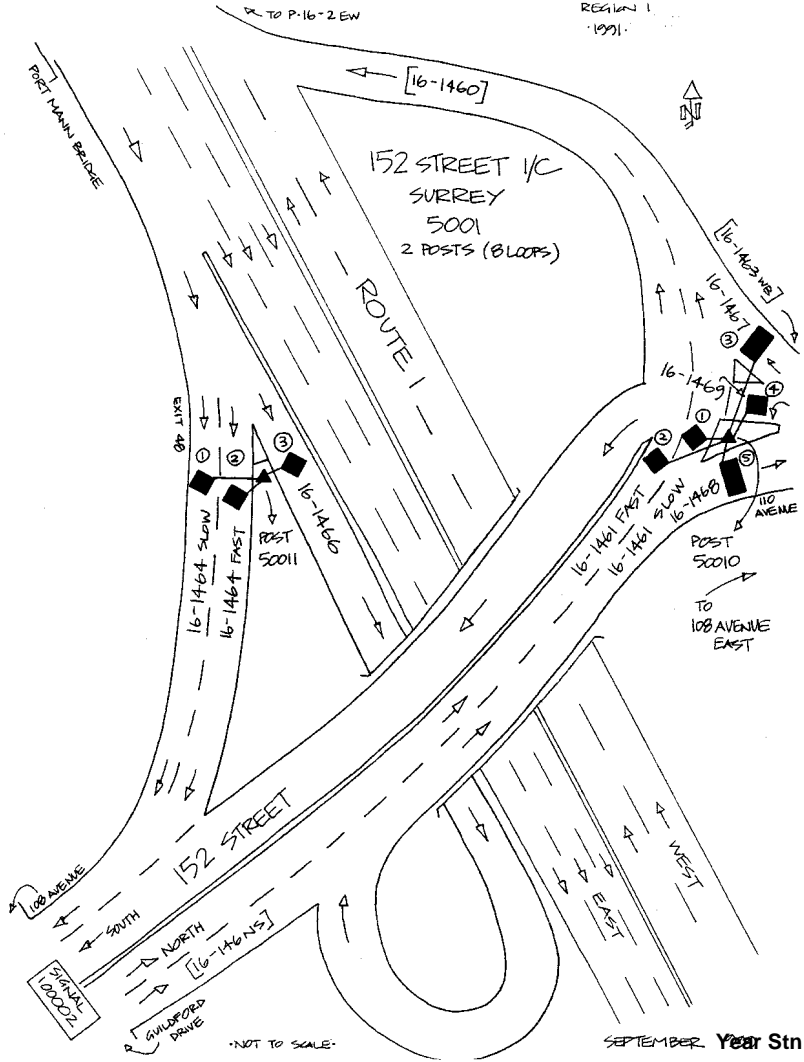 TO P-16-2 EW
REGION 1
·1991·
PORT MANN BRIDGE
[16-1460]
N
152 STREET I/C
SURREY
5001
2 POSTS (8 LOOPS)
[16-1463 WB]
16-1467
ROUTE 1
16-1469
③
④
①
②
⑤
EXIT 48
①
②
③
16-1466
16-1464 SLOW
16-1464 FAST
POST
50011
16-1461 FAST
16-1461 SLOW
16-1468
110
AVENUE
POST
50010
TO
108 AVENUE
EAST
152 STREET
WEST
EAST
108 AVENUE
SOUTH
NORTH
[16-146 NS]
SIGNAL
100002
GUILDFORD
DRIVE
·NOT TO SCALE·
SEPTEMBER
Year Stn